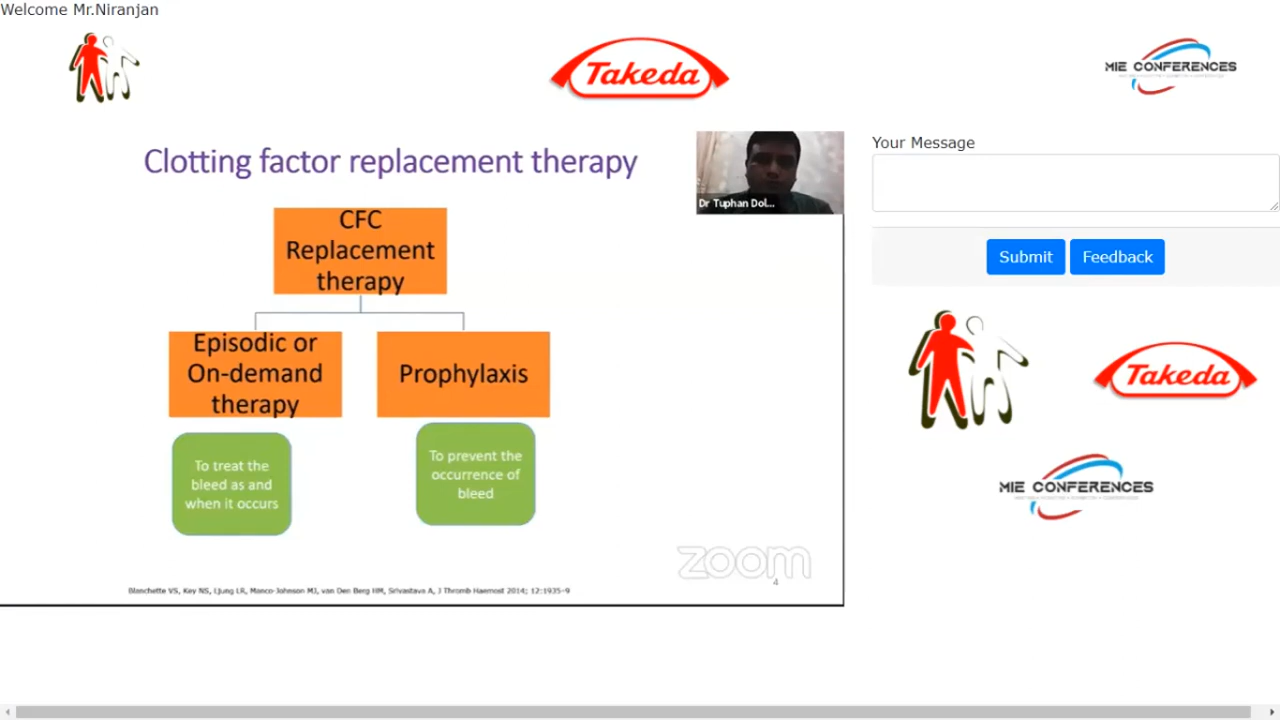 Welcome Mr.Niranjan
Takeda
MIE CONFERENCES
Clotting factor replacement therapy
Dr Tuphan Dol...
Your Message
CFC
Replacement
therapy
Submit
Feedback
Episodic or
On-demand
therapy
Prophylaxis
Takeda
To treat the
bleed as and
when it occurs
To prevent the
occurrence of
bleed
MIE CONFERENCES
zoom
4
Blanchette VS, Key NS, Ljung LR, Manco-Johnson MJ, van Den Berg HM, Srivastava A, J Thromb Haemost 2014; 12:1935-9